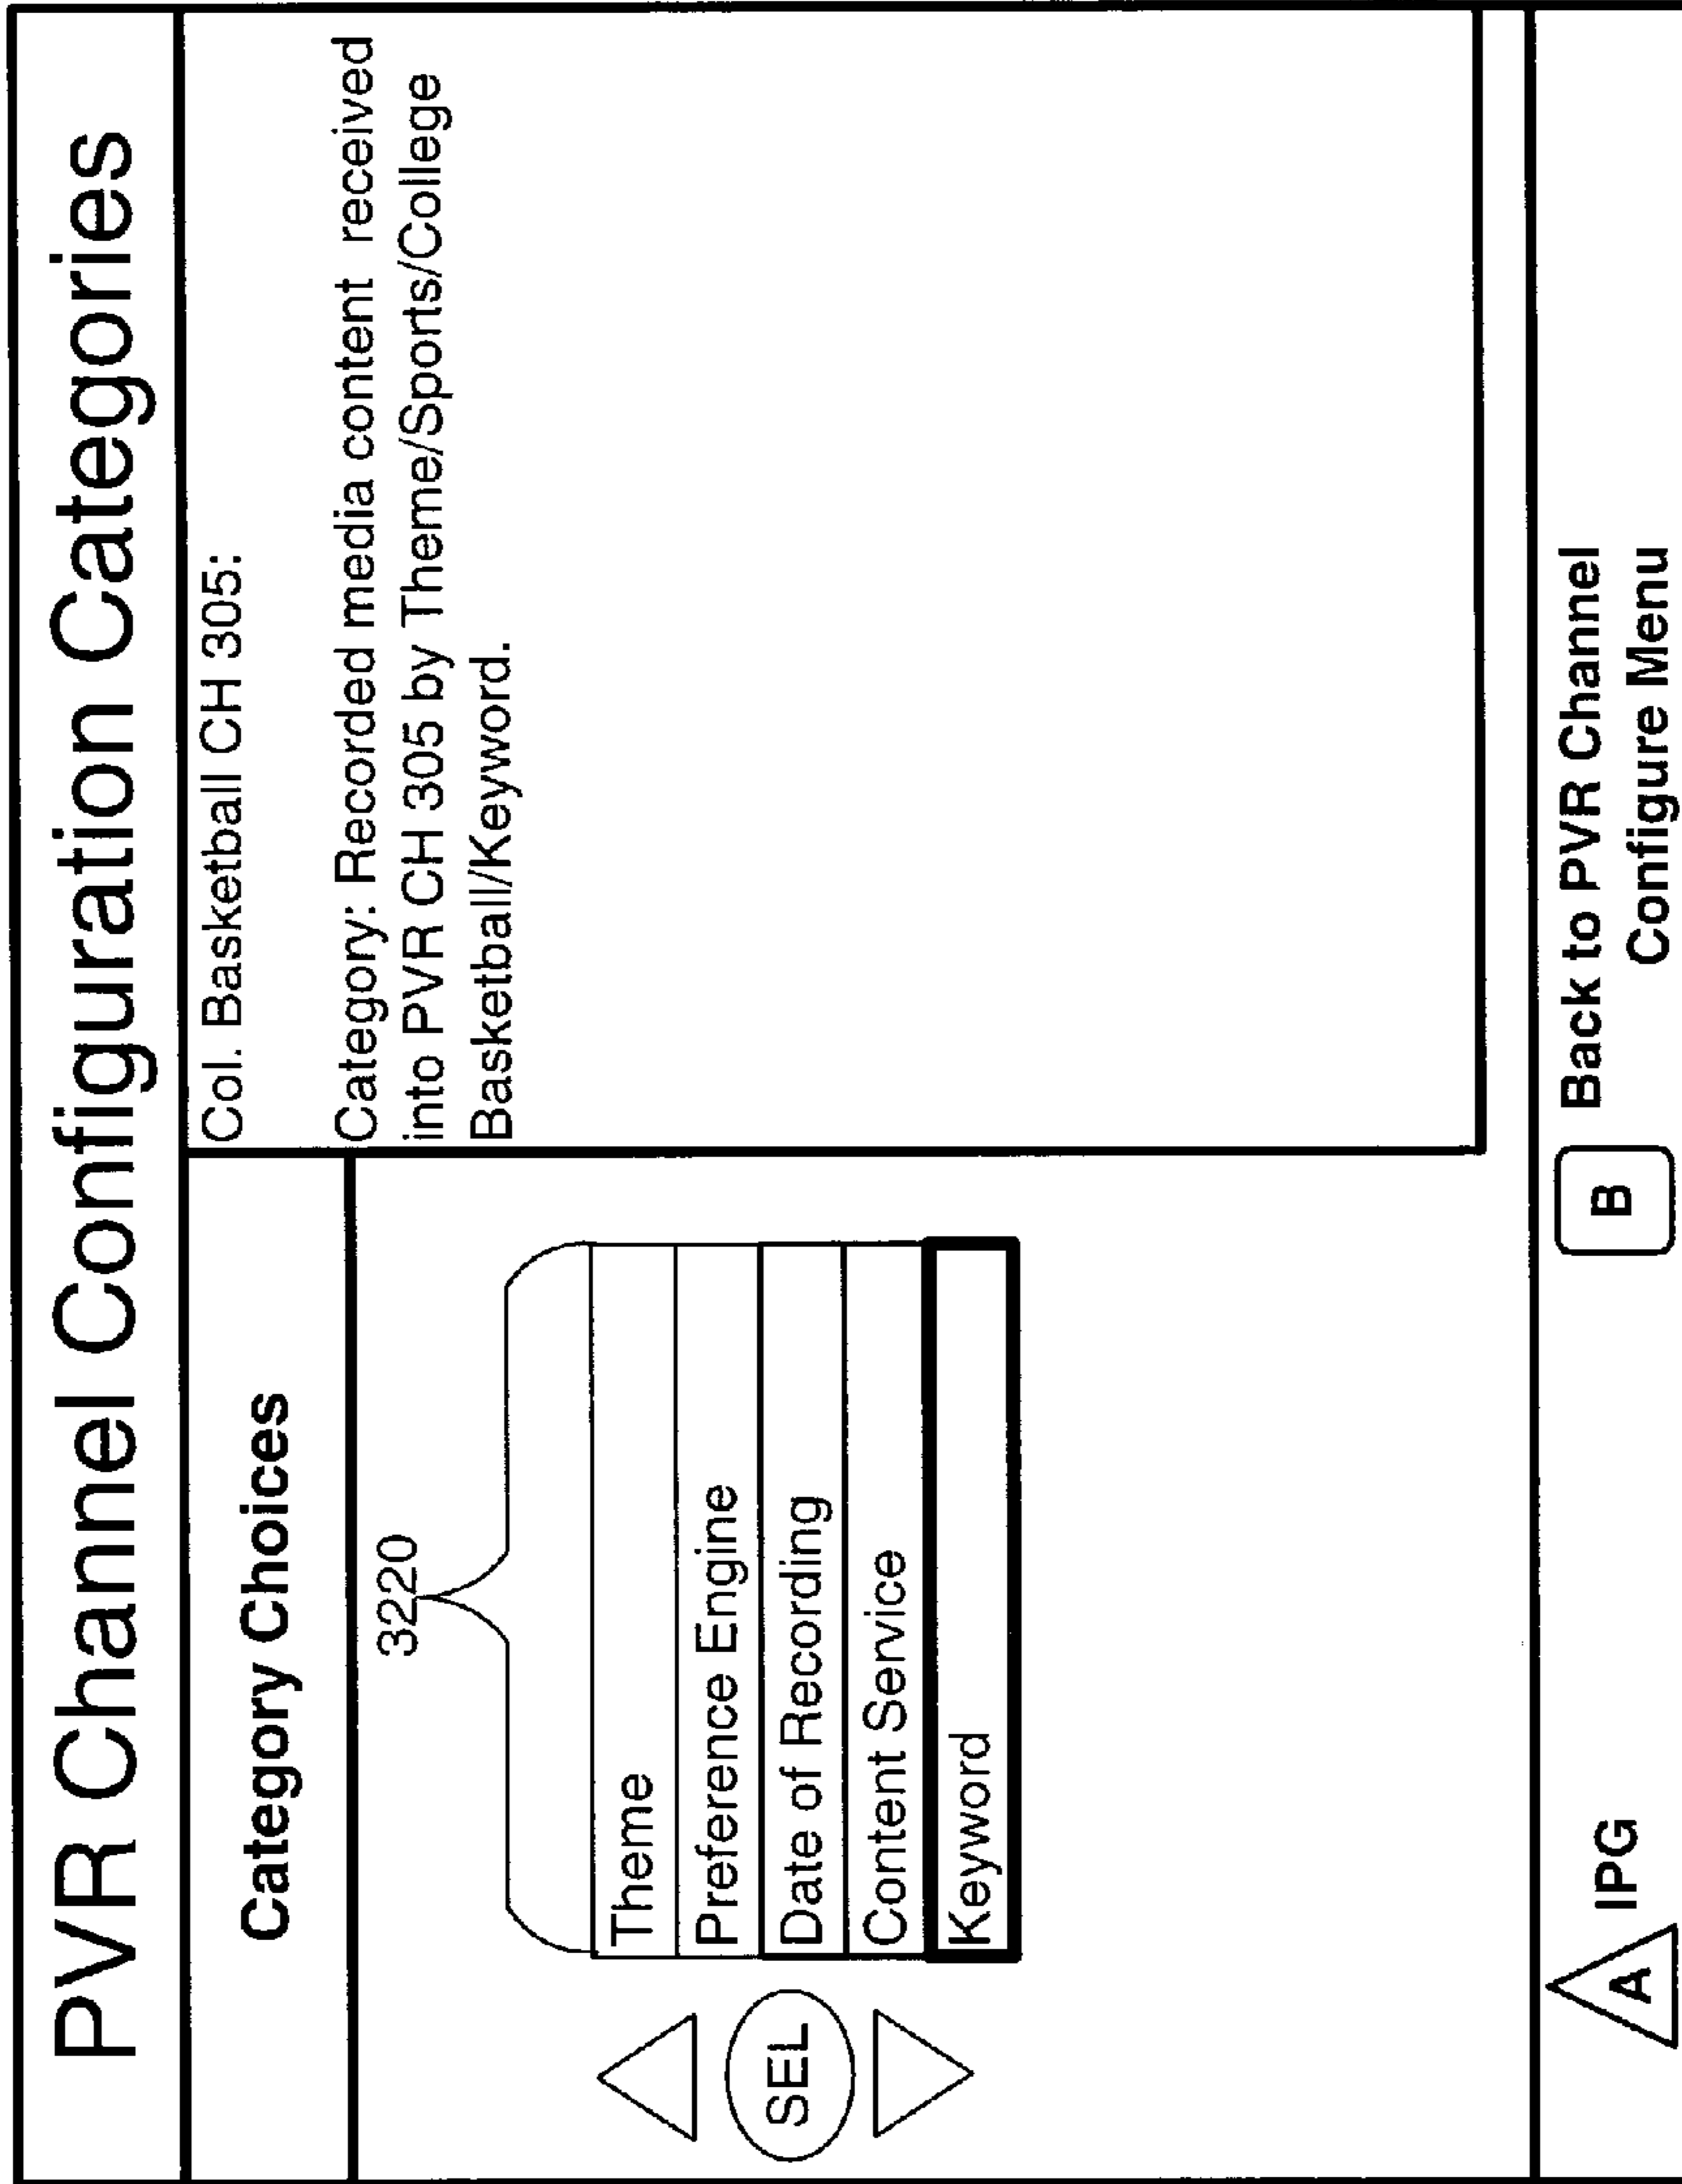 PVR Channel Configuration Categories
Category Choices
3220
Theme
Preference Engine
Date of Recording
Content Service
Keyword
SEL
Col. Basketball CH 305:
Category: Recorded media content received
into PVR CH 305 by Theme/Sports/College
Basketball/Keyword.
A IPG
B Back to PVR Channel
Configure Menu